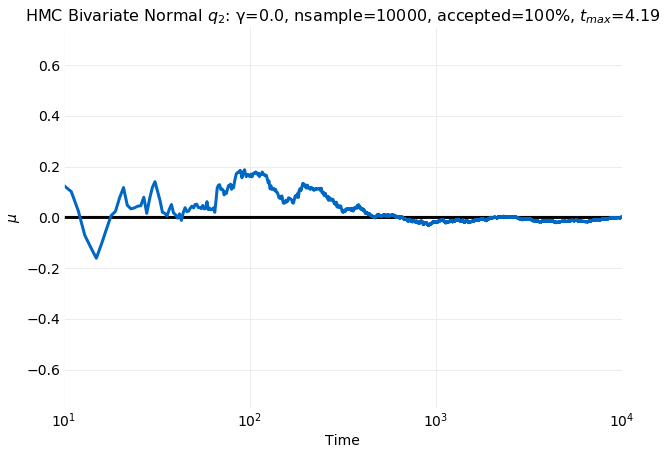 HMC Bivariate Normal q₂: γ=0.0, nsample=10000, accepted=100%, tₘₐₓ=4.19
0.6
0.4
0.2
0.0
−0.2
−0.4
−0.6
μ
10¹ 10² 10³ 10⁴
Time